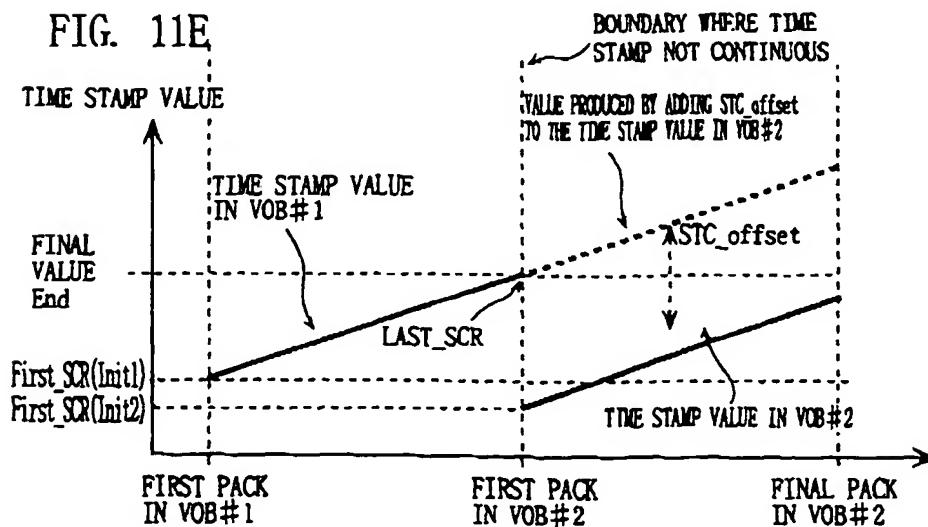 FIG. 11E
BOUNDARY WHERE TIME
STAMP NOT CONTINUOUS
TIME STAMP VALUE
VALUE PRODUCED BY ADDING STC_offset
TO THE TIME STAMP VALUE IN VOB#2
TIME STAMP VALUE
IN VOB#1
STC_offset
FINAL
VALUE
End
LAST_SCR
First_SCR(Init1)
First_SCR(Init2)
TIME STAMP VALUE IN VOB#2
FIRST PACK
IN VOB#1
FIRST PACK
IN VOB#2
FINAL PACK
IN VOB#2